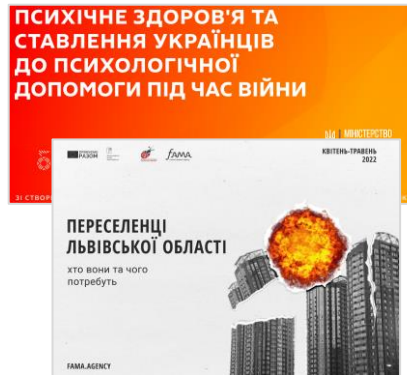 ПСИХІЧНЕ ЗДОРОВ'Я ТА
СТАВЛЕННЯ УКРАЇНЦІВ
ДО ПСИХОЛОГІЧНОЇ
ДОПОМОГИ ПІД ЧАС ВІЙНИ
МІНІСТЕРСТВО
ЗІ СТВОР
РАЗОМ
fama
КВІТЕНЬ-ТРАВЕНЬ
2022
ПЕРЕСЕЛЕНЦІ
ЛЬВІВСЬКОЇ ОБЛАСТІ
хто вони та чого
потребуть
FAMA.AGENCY